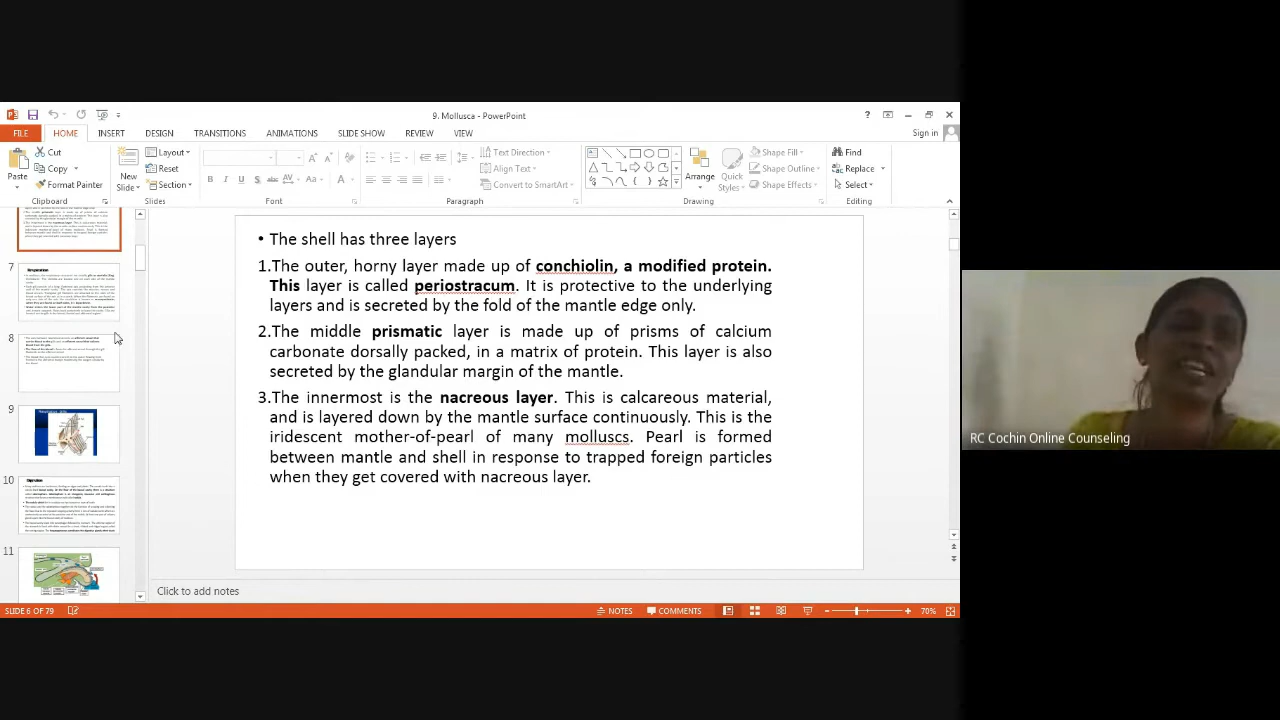 9. Mollusca - PowerPoint
Sign in
FILE HOME INSERT DESIGN TRANSITIONS ANIMATIONS SLIDE SHOW REVIEW VIEW
Paste
Cut
Copy
Format Painter
Clipboard
New
Slide
Layout
Reset
Section
Slides
Font
Text Direction
Align Text
Convert to SmartArt
Paragraph
Arrange
Quick
Styles
Shape Fill
Shape Outline
Shape Effects
Drawing
Find
Replace
Select
Editing
7
8
9
10
11
• The shell has three layers
1.The outer, horny layer made up of conchiolin, a modified protein.
This layer is called periostracum. It is protective to the underlying
layers and is secreted by the fold of the mantle edge only.
2.The middle prismatic layer is made up of prisms of calcium
carbonate dorsally packed in a matrix of protein. This layer is also
secreted by the glandular margin of the mantle.
3.The innermost is the nacreous layer. This is calcareous material,
and is layered down by the mantle surface continuously. This is the
iridescent mother-of-pearl of many molluscs. Pearl is formed
between mantle and shell in response to trapped foreign particles
when they get covered with nacreous layer.
Click to add notes
SLIDE 6 OF 79
NOTES COMMENTS
70%
RC Cochin Online Counseling